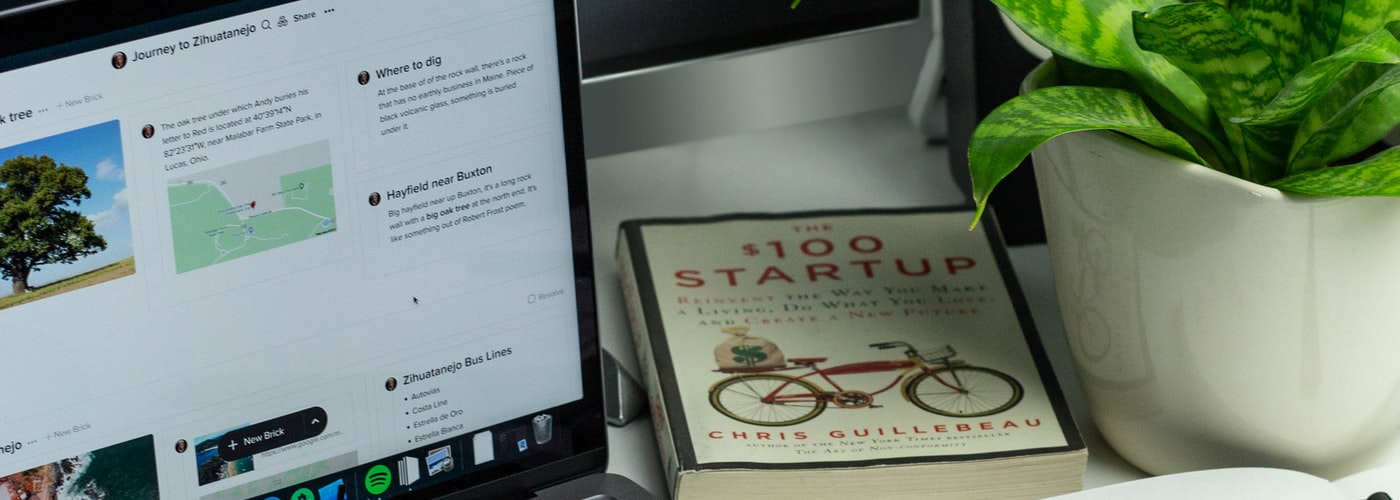 Journey to Zihuatanejo
Share
tree
+ New Brick
The oak tree under which Andy buries his
letter to Red is located at 40°39'14"N
82°23'31"W, near Malabar Farm State Park, in
Lucas, Ohio.
Where to dig
At the base of of the rock wall, there's a rock
that has no earthly business in Maine. Piece of
black volcanic glass, something is buried
under it.
Hayfield near Buxton
Big hayfield near up Buxton, it's a long rock
wall with a big oak tree at the north end. It's
like something out of Robert Frost poem.
Resolve
Zihuatanejo Bus Lines
• Autovias
• Costa Line
• Estrella de Oro
• Estrella Blanca
nejo
+ New Brick
+ New Brick
https://www.google.com/m...
THE
$100
STARTUP
REINVENT THE WAY YOU MAKE
A LIVING, DO WHAT YOU LOVE,
AND CREATE A NEW FUTURE
$
CHRIS GUILLEBEAU
AUTHOR OF THE NEW YORK TIMES BESTSELLER
THE ART OF NON-CONFORMITY